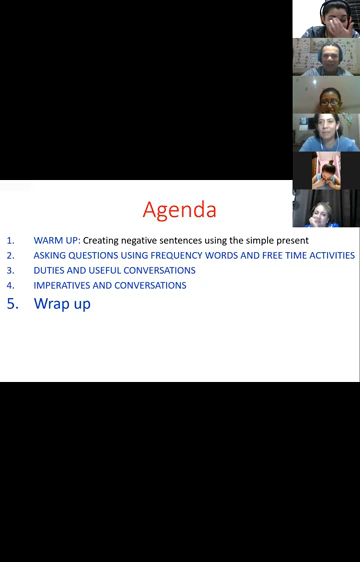 Agenda
1. WARM UP: Creating negative sentences using the simple present
2. ASKING QUESTIONS USING FREQUENCY WORDS AND FREE TIME ACTIVITIES
3. DUTIES AND USEFUL CONVERSATIONS
4. IMPERATIVES AND CONVERSATIONS
5. Wrap up